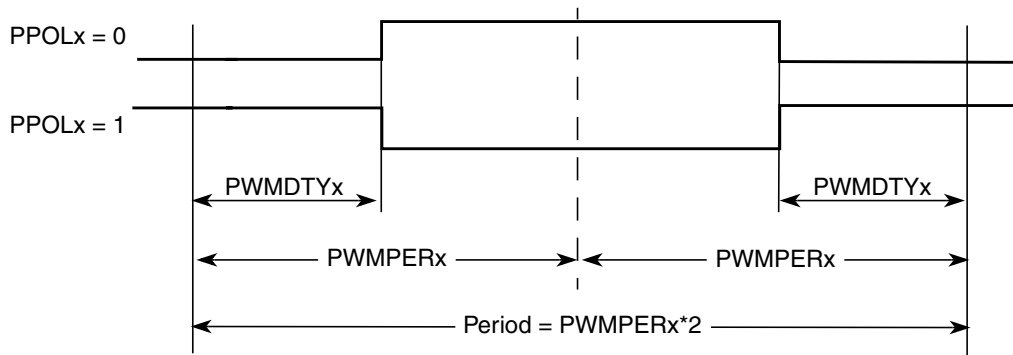 PPOLx = 0
PPOLx = 1
PWMDTYx
PWMDTYx
PWMPERx
PWMPERx
Period = PWMPERx*2